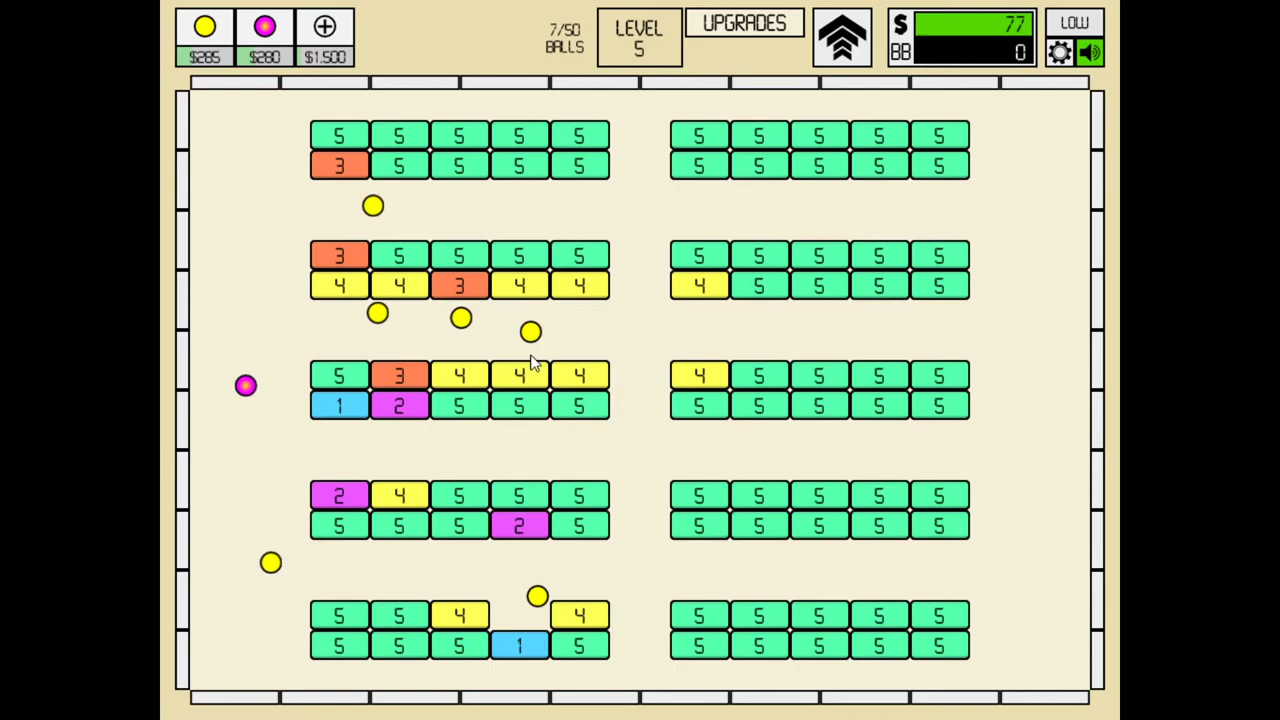 7/50
BALLS
LEVEL
5
UPGRADES
$ 77
BB 0
LOW
$285 $280 $1.500
5 5 5 5 5 5 5 5 5 5
3 5 5 5 5 5 5 5 5 5
3 5 5 5 5 5 5 5 5 5
4 4 3 4 4 4 5 5 5 5
5 3 4 4 4 4 5 5 5 5
1 2 5 5 5 5 5 5 5 5
2 4 5 5 5 5 5 5 5 5
5 5 5 2 5 5 5 5 5 5
5 5 4 4 5 5 5 5 5
5 5 5 1 5 5 5 5 5 5